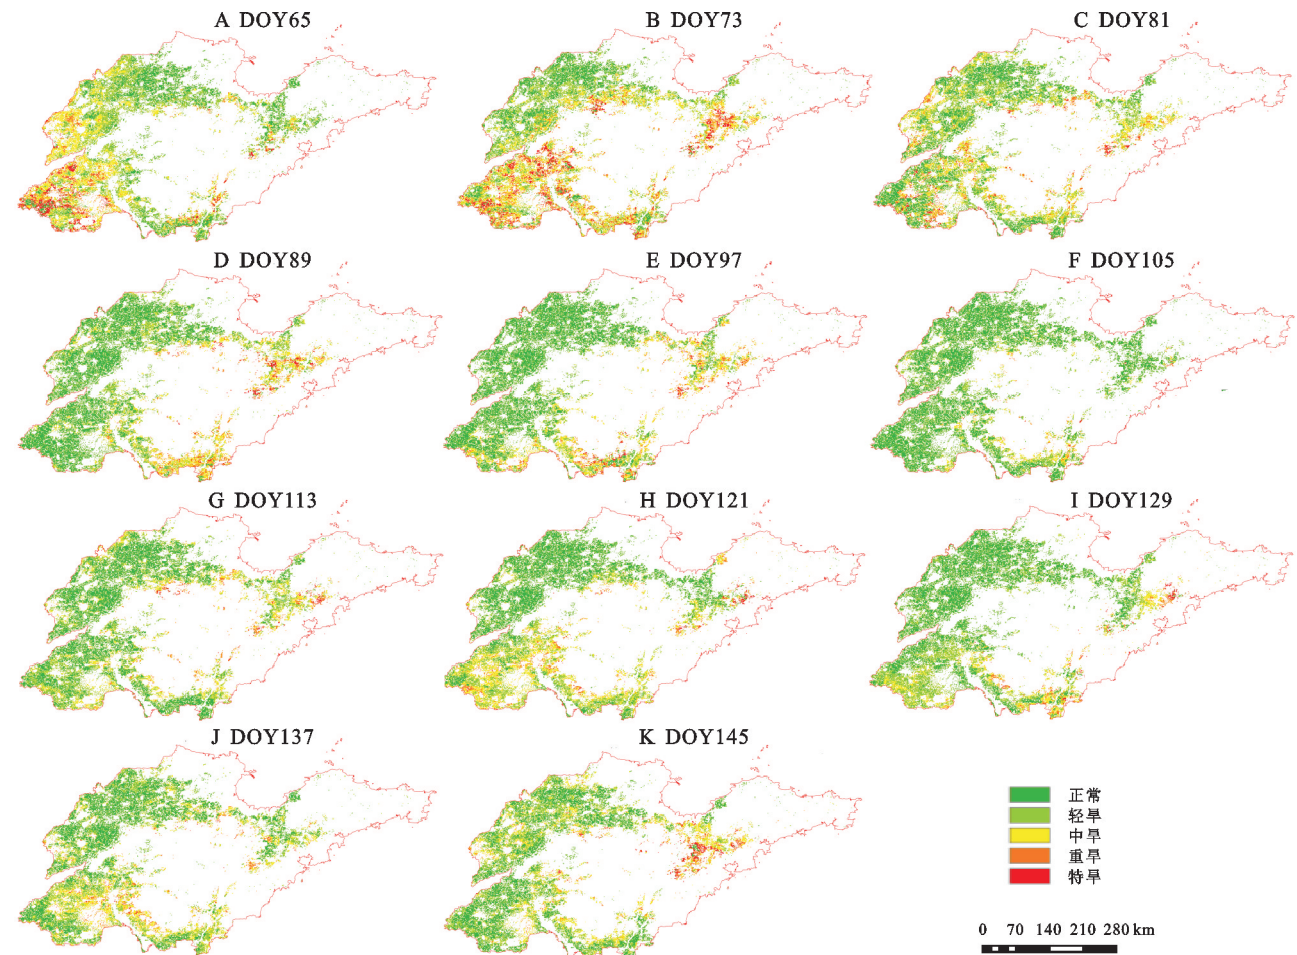 A DOY65
B DOY73
C DOY81
D DOY89
E DOY97
F DOY105
G DOY113
H DOY121
I DOY129
J DOY137
K DOY145
正常
轻旱
中旱
重旱
特旱
0 70 140 210 280 km